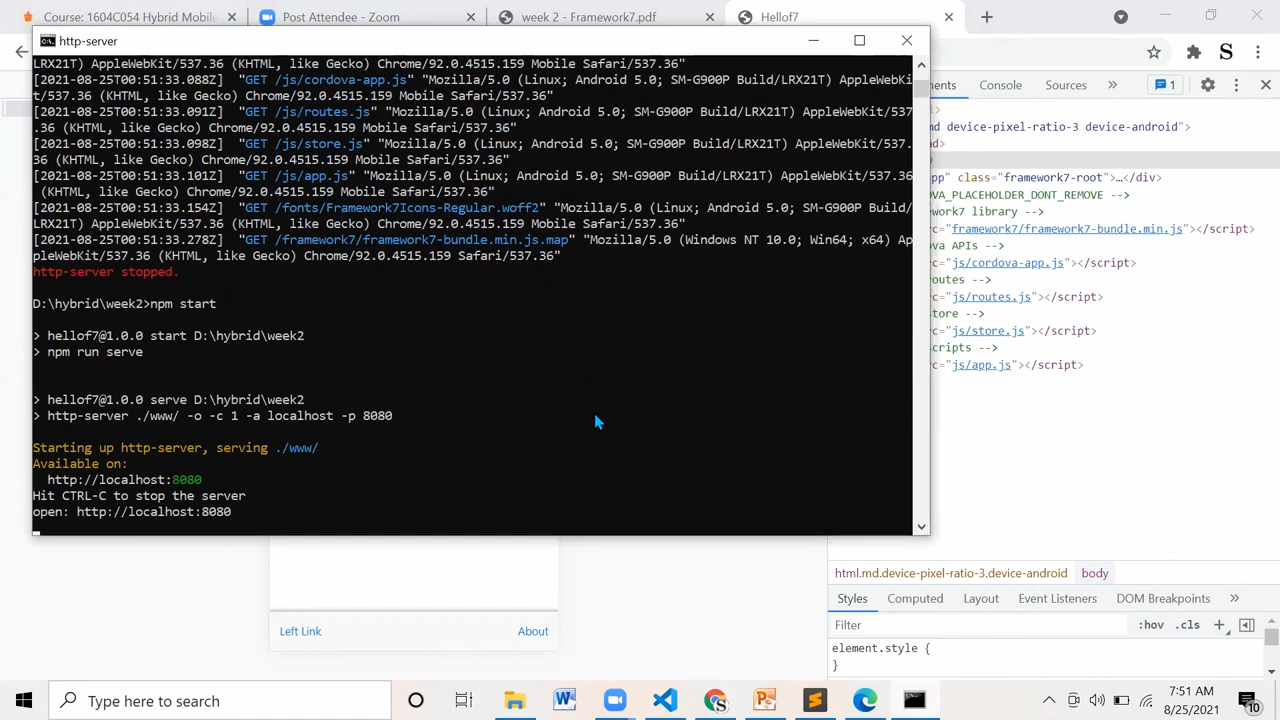 Course: 1604C054 Hybrid Mobile
Post Attendee - Zoom
week 2 - Framework7.pdf
Hellof7
http-server
LRX21T) AppleWebKit/537.36 (KHTML, like Gecko) Chrome/92.0.4515.159 Mobile Safari/537.36"
[2021-08-25T00:51:33.088Z]  "GET /js/cordova-app.js" "Mozilla/5.0 (Linux; Android 5.0; SM-G900P Build/LRX21T) AppleWebKi
t/537.36 (KHTML, like Gecko) Chrome/92.0.4515.159 Mobile Safari/537.36"
[2021-08-25T00:51:33.091Z]  "GET /js/routes.js" "Mozilla/5.0 (Linux; Android 5.0; SM-G900P Build/LRX21T) AppleWebKit/537
.36 (KHTML, like Gecko) Chrome/92.0.4515.159 Mobile Safari/537.36"
[2021-08-25T00:51:33.095Z]  "GET /js/store.js" "Mozilla/5.0 (Linux; Android 5.0; SM-G900P Build/LRX21T) AppleWebKit/537.
36 (KHTML, like Gecko) Chrome/92.0.4515.159 Mobile Safari/537.36"
[2021-08-25T00:51:33.101Z]  "GET /js/app.js" "Mozilla/5.0 (Linux; Android 5.0; SM-G900P Build/LRX21T) AppleWebKit/537.36
 (KHTML, like Gecko) Chrome/92.0.4515.159 Mobile Safari/537.36"
[2021-08-25T00:51:33.154Z]  "GET /fonts/Framework7Icons-Regular.woff2" "Mozilla/5.0 (Linux; Android 5.0; SM-G900P Build/
LRX21T) AppleWebKit/537.36 (KHTML, like Gecko) Chrome/92.0.4515.159 Mobile Safari/537.36"
[2021-08-25T00:51:33.278Z]  "GET /framework7/framework7-bundle.min.js.map" "Mozilla/5.0 (Windows NT 10.0; Win64; x64) Ap
pleWebKit/537.36 (KHTML, like Gecko) Chrome/92.0.4515.159 Safari/537.36"
http-server stopped.
D:\hybrid\week2>npm start
> hellof7@1.0.0 start D:\hybrid\week2
> npm run serve
> hellof7@1.0.0 serve D:\hybrid\week2
> http-server ./www/ -o -c 1 -a localhost -p 8080
Starting up http-server, serving ./www/
Available on:
http://localhost:8080
Hit CTRL-C to stop the server
open: http://localhost:8080
Left Link
About
ments
Console
Sources
1
>
md device-pixel-ratio-3 device-android">
d>
app" class="framework7-root">…</div>
OVA_PLACEHOLDER_DONT_REMOVE -->
ework7 library -->
rc="framework7/framework7-bundle.min.js"></script>
ova APIs -->
rc="js/cordova-app.js"></script>
routes -->
rc="js/routes.js"></script>
store -->
rc="js/store.js"></script>
scripts -->
rc="js/app.js"></script>
html.md.device-pixel-ratio-3.device-android
body
Styles
Computed
Layout
Event Listeners
DOM Breakpoints
Filter
:hov
.cls
element.style {
}
Type here to search
7:51 AM
8/25/2021
10